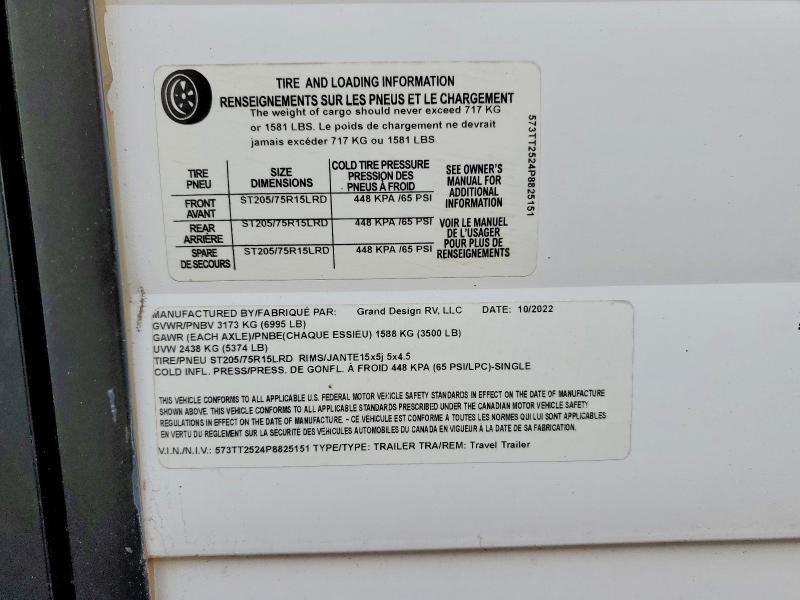 TIRE AND LOADING INFORMATION
RENSEIGNEMENTS SUR LES PNEUS ET LE CHARGEMENT
The weight of cargo should never exceed 717 KG
or 1581 LBS. Le poids de chargement ne devrait
jamais excéder 717 KG ou 1581 LBS.
TIRE PNEU SIZE DIMENSIONS COLD TIRE PRESSURE PRESSION DES PNEUS À FROID
FRONT AVANT ST205/75R15LRD 448 KPA /65 PSI
REAR ARRIÈRE ST205/75R15LRD 448 KPA /65 PSI
SPARE DE SECOURS ST205/75R15LRD 448 KPA /65 PSI
SEE OWNER'S
MANUAL FOR
ADDITIONAL
INFORMATION
VOIR LE MANUEL
DE L'USAGER
POUR PLUS DE
RENSEIGNEMENTS
573TT2524P8825151
MANUFACTURED BY/FABRIQUÉ PAR: Grand Design RV, LLC DATE: 10/2022
GVWR/PNBV 3173 KG (6995 LB)
GAWR (EACH AXLE)/PNBE(CHAQUE ESSIEU) 1588 KG (3500 LB)
UVW 2438 KG (5374 LB)
TIRE/PNEU ST205/75R15LRD RIMS/JANTE15x5j 5x4.5
COLD INFL. PRESS/PRESS. DE GONFL. À FROID 448 KPA (65 PSI/LPC)-SINGLE
THIS VEHICLE CONFORMS TO ALL APPLICABLE U.S. FEDERAL MOTOR VEHICLE SAFETY STANDARDS IN EFFECT ON THE DATE OF MANUFACTURE
SHOWN ABOVE. THIS VEHICLE CONFORMS TO ALL APPLICABLE STANDARDS PRESCRIBED UNDER THE CANADIAN MOTOR VEHICLE SAFETY
REGULATIONS IN EFFECT ON THE DATE OF MANUFACTURE ~ CE VÉHICULE EST CONFORME A TOUTES LES NORMES QUI LUI SONT APPLICABLES
EN VERTU DU RÈGLEMENT SUR LA SECURITÉ DES VÉHICULES AUTOMOBILES DU CANADA EN VIGUEUR A LA DATE DE SA FABRICATION.
V.I.N./N.I.V.: 573TT2524P8825151 TYPE/TYPE: TRAILER TRA/REM: Travel Trailer